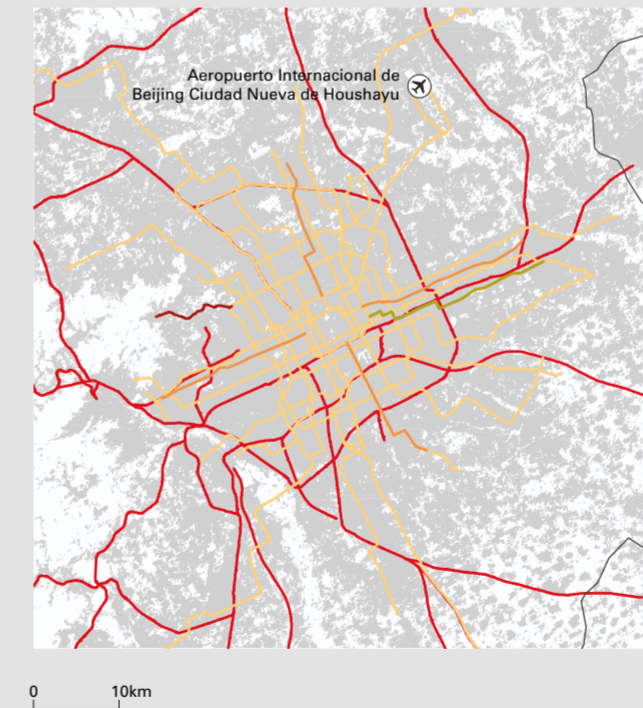 Aeropuerto Internacional de
Beijing Ciudad Nueva de Houshayu
0
10km